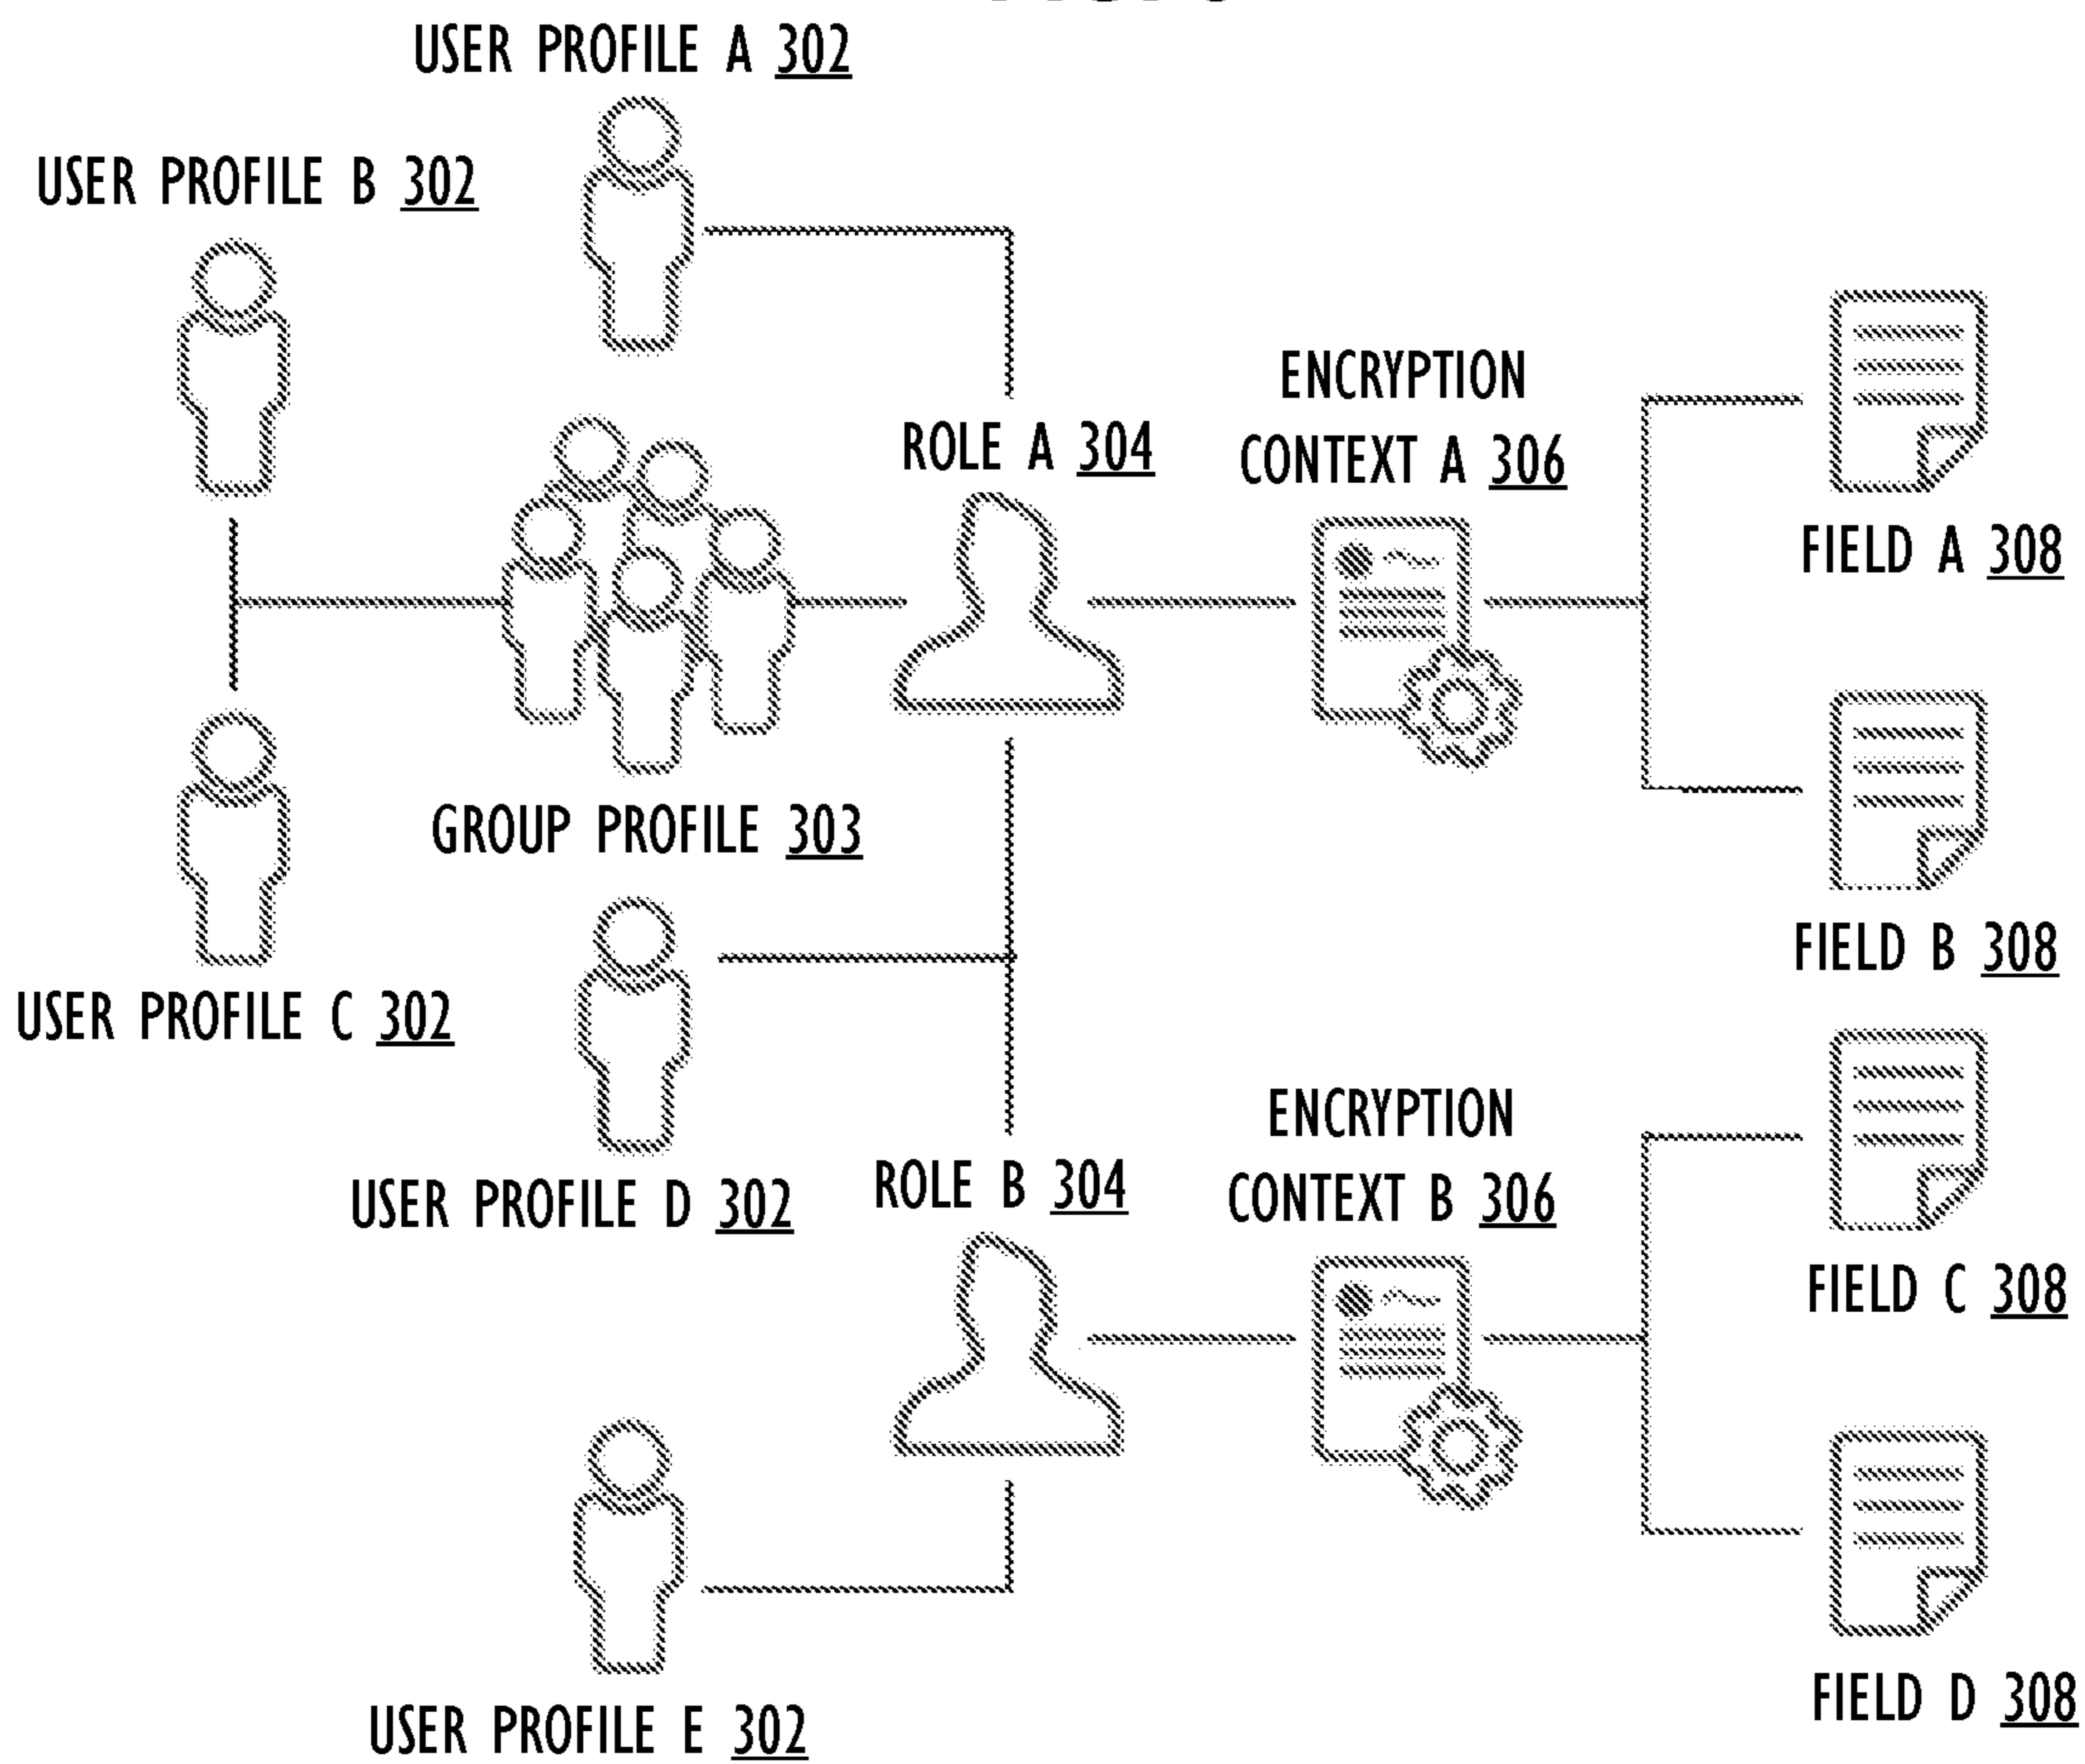 USER PROFILE A 302
USER PROFILE B 302
ENCRYPTION
CONTEXT A 306
ROLE A 304
FIELD A 308
GROUP PROFILE 303
FIELD B 308
USER PROFILE C 302
ENCRYPTION
CONTEXT B 306
USER PROFILE D 302
ROLE B 304
FIELD C 308
FIELD D 308
USER PROFILE E 302